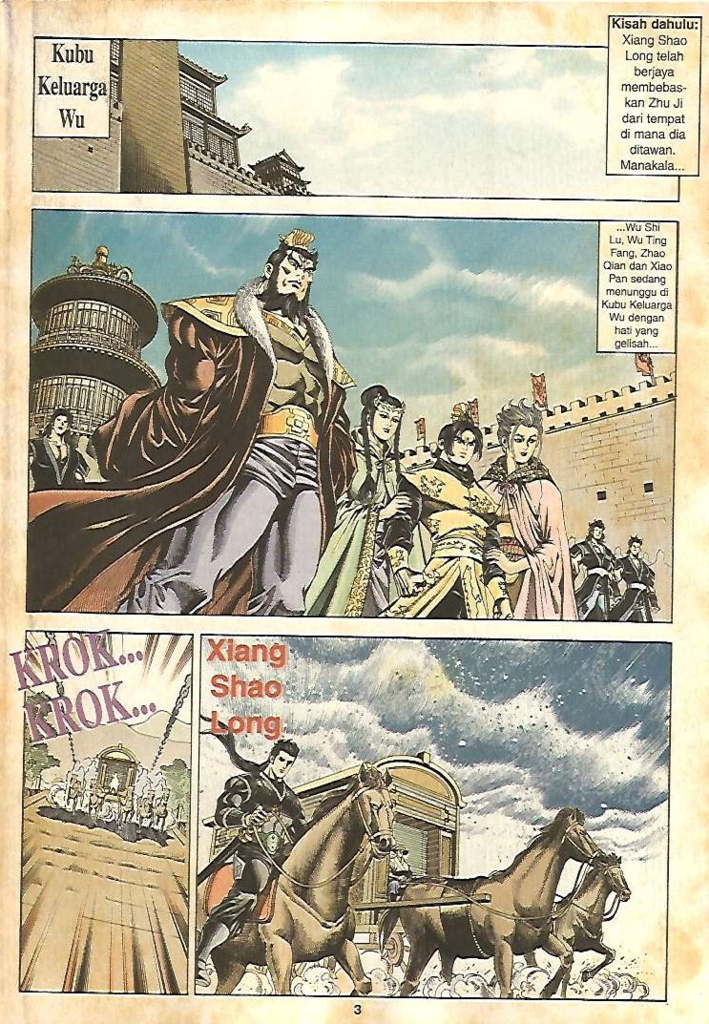 Kubu
Keluarga
Wu
Kisah dahulu:
Xiang Shao
Long telah
berjaya
membebas-
kan Zhu Ji
dari tempat
di mana dia
ditawan.
Manakala...
...Wu Shi
Lu, Wu Ting
Fang, Zhao
Qian dan Xiao
Pan sedang
menunggu di
Kubu Keluarga
Wu dengan
hati yang
gelisah...
KROK...
KROK...
Xiang
Shao
Long
3